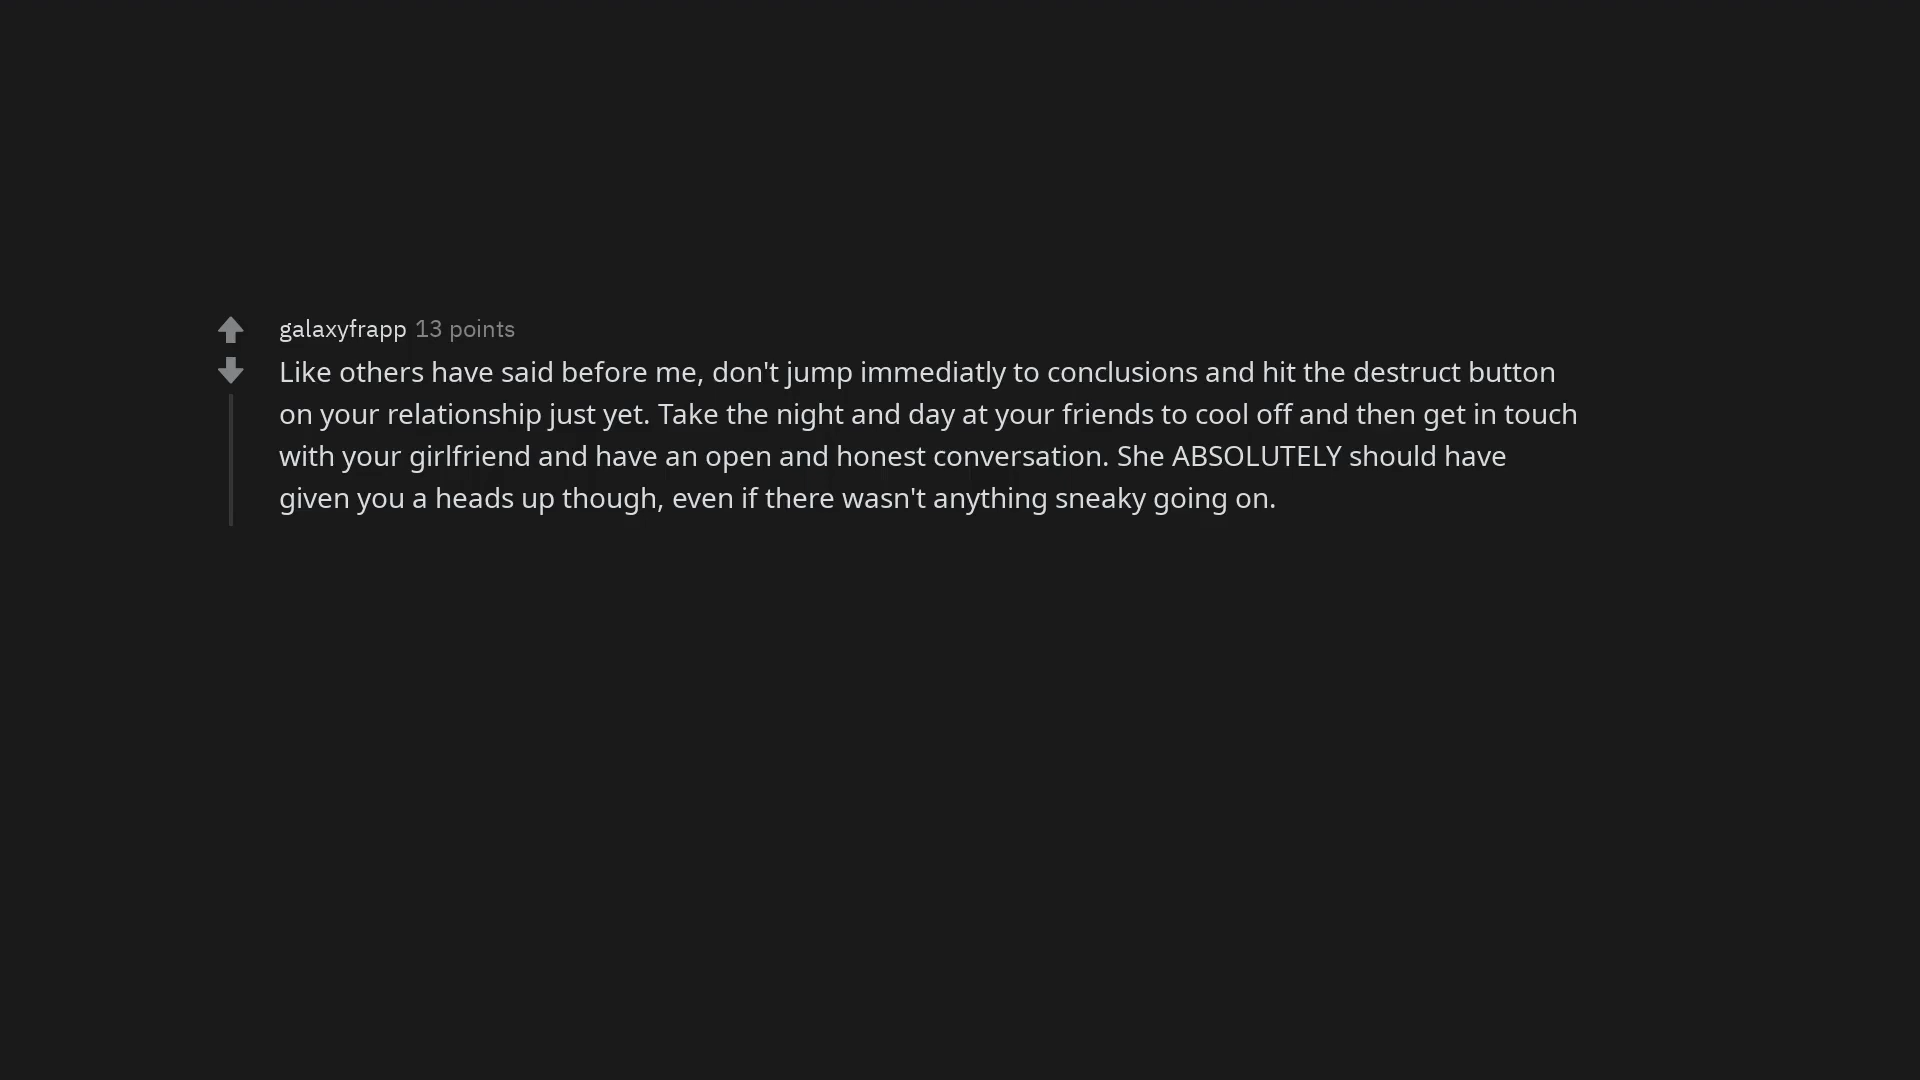 galaxyfrapp 13 points
Like others have said before me, don't jump immediatly to conclusions and hit the destruct button
on your relationship just yet. Take the night and day at your friends to cool off and then get in touch
with your girlfriend and have an open and honest conversation. She ABSOLUTELY should have
given you a heads up though, even if there wasn't anything sneaky going on.